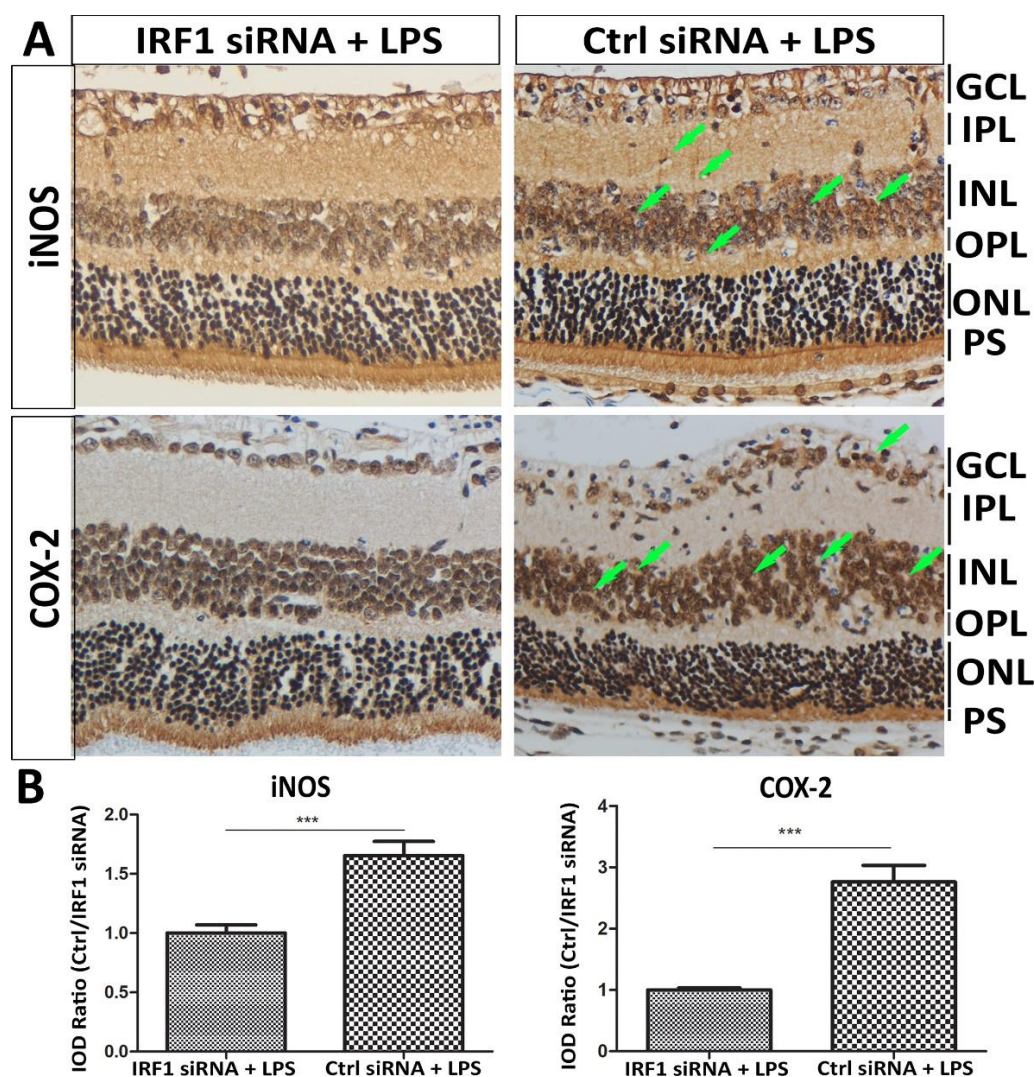 A
IRF1 siRNA + LPS
Ctrl siRNA + LPS
iNOS
GCL
IPL
INL
OPL
ONL
PS
COX-2
GCL
IPL
INL
OPL
ONL
PS
B
iNOS
IOD Ratio (Ctrl/IRF1 siRNA)
2.0
1.5
1.0
0.5
0.0
***
IRF1 siRNA + LPS
Ctrl siRNA + LPS
COX-2
IOD Ratio (Ctrl/IRF1 siRNA)
4
3
2
1
0
***
IRF1 siRNA + LPS
Ctrl siRNA + LPS